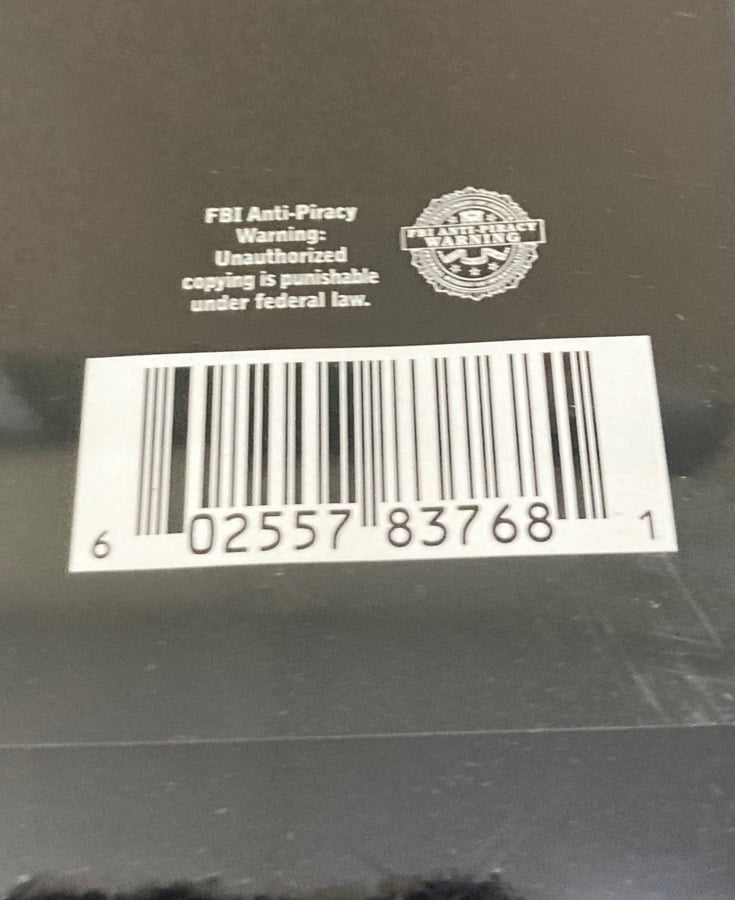 FBI Anti-Piracy
Warning:
Unauthorized
copying is punishable
under federal law.
FBI ANTI-PIRACY
WARNING
6 02557 83768 1